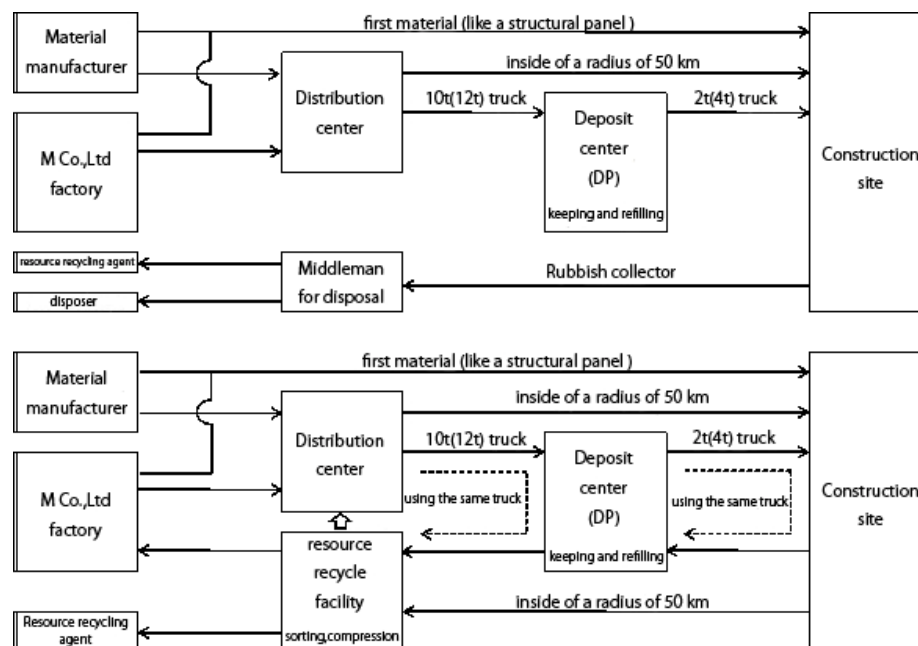 Material
manufacturer
first material (like a structural panel )
inside of a radius of 50 km
Distribution
center
10t(12t) truck
2t(4t) truck
Deposit
center
(DP)
keeping and refilling
M Co.,Ltd
factory
Construction
site
resource recycling agent
disposer
Middleman
for disposal
Rubbish collector
Material
manufacturer
first material (like a structural panel )
inside of a radius of 50 km
Distribution
center
10t(12t) truck
2t(4t) truck
Deposit
center
(DP)
keeping and refilling
using the same truck
using the same truck
M Co.,Ltd
factory
Construction
site
resource
recycle
facility
sorting,compression
inside of a radius of 50 km
Resource recycling
agent